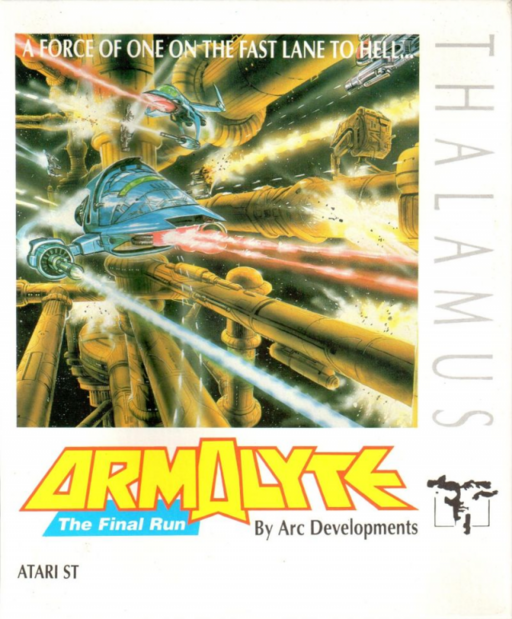 A FORCE OF ONE ON THE FAST LANE TO HELL...
THALAMUS
ARMALYTE
The Final Run
By Arc Developments
ATARI ST